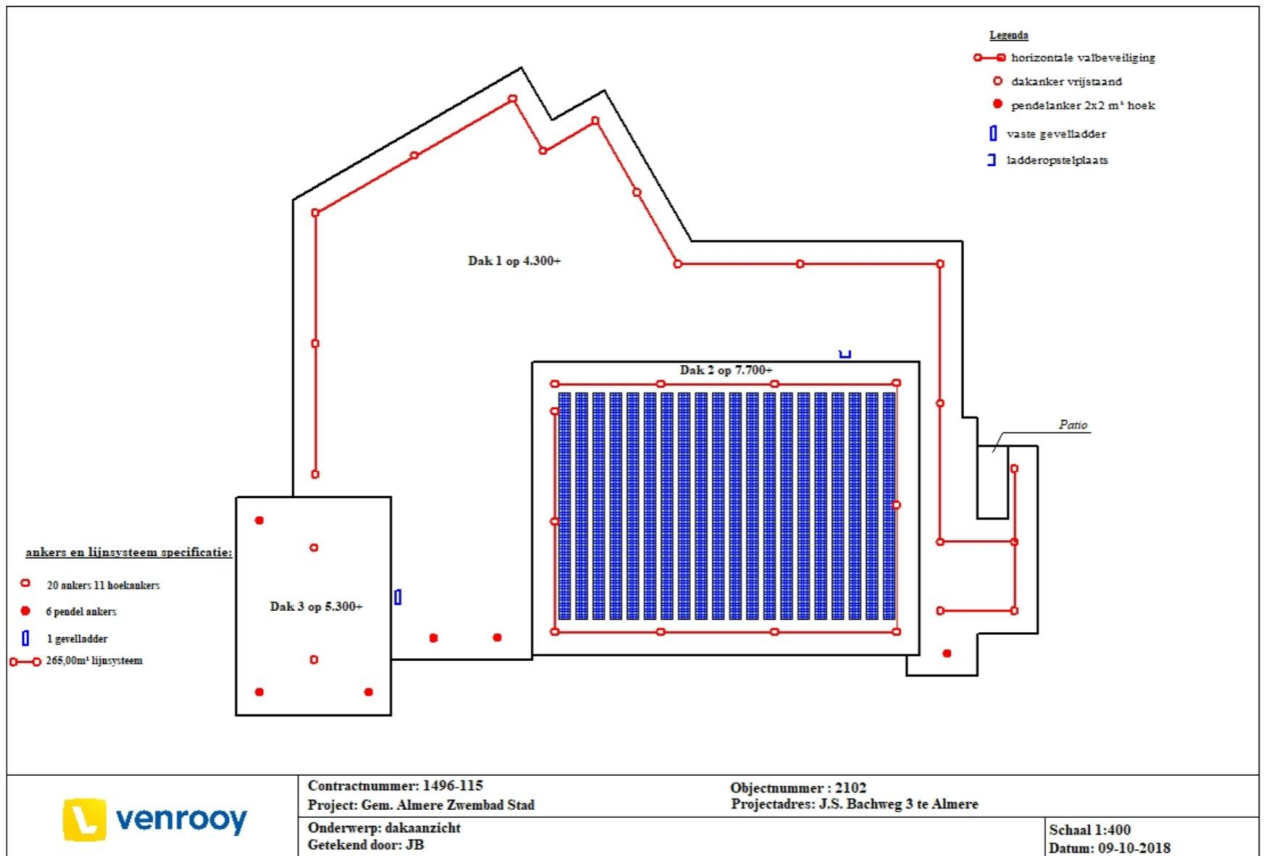 Legenda
horizontale valbeveiliging
dakanker vrijstaand
pendelanker 2x2 m¹ hoek
vaste gevelladder
ladderopstelplaats
Dak 1 op 4.300+
Dak 2 op 7.700+
Patio
ankers en lijnsysteem specificatie:
20 ankers 11 hoekankers
6 pendel ankers
1 gevelladder
265,00m¹ lijnsysteem
Dak 3 op 5.300+
venrooy
Contractnummer: 1496-115
Project: Gem. Almere Zwembad Stad
Objectnummer : 2102
Projectadres: J.S. Bachweg 3 te Almere
Onderwerp: dakaanzicht
Getekend door: JB
Schaal 1:400
Datum: 09-10-2018